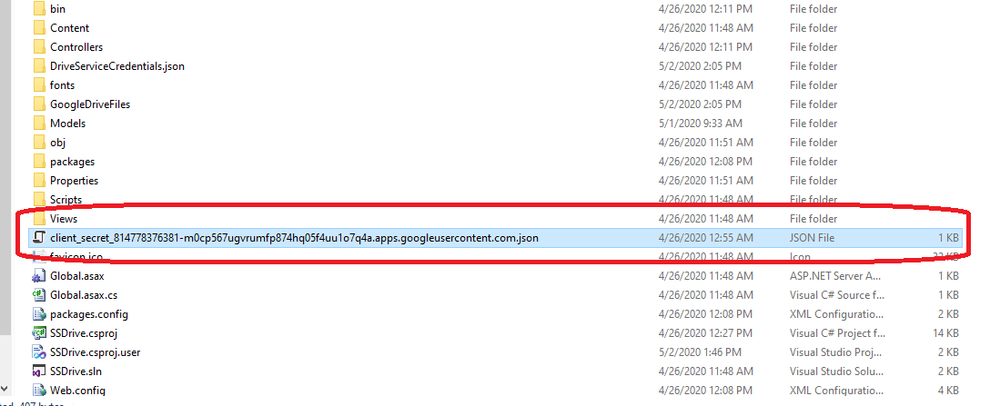 bin 4/26/2020 12:11 PM File folder
Content 4/26/2020 11:48 AM File folder
Controllers 4/26/2020 12:11 PM File folder
DriveServiceCredentials.json 5/2/2020 2:05 PM File folder
fonts 4/26/2020 11:48 AM File folder
GoogleDriveFiles 5/2/2020 2:05 PM File folder
Models 5/1/2020 9:33 AM File folder
obj 4/26/2020 11:51 AM File folder
packages 4/26/2020 12:08 PM File folder
Properties 4/26/2020 11:51 AM File folder
Scripts 4/26/2020 11:48 AM File folder
Views 4/26/2020 11:48 AM File folder
client_secret_814778376381-m0cp567ugvrumfp874hq05f4uu1o7q4a.apps.googleusercontent.com.json 4/26/2020 12:55 AM JSON File 1 KB
favicon.ico 4/26/2020 11:48 AM Icon 32 KB
Global.asax 4/26/2020 11:48 AM ASP.NET Server A... 1 KB
Global.asax.cs 4/26/2020 11:48 AM Visual C# Source f... 1 KB
packages.config 4/26/2020 12:08 PM XML Configuratio... 2 KB
SSDrive.csproj 4/26/2020 12:27 PM Visual C# Project f... 14 KB
SSDrive.csproj.user 5/2/2020 1:46 PM Visual Studio Proj... 2 KB
SSDrive.sln 4/26/2020 11:48 AM Visual Studio Solu... 2 KB
Web.config 4/26/2020 12:08 PM XML Configuratio... 4 KB